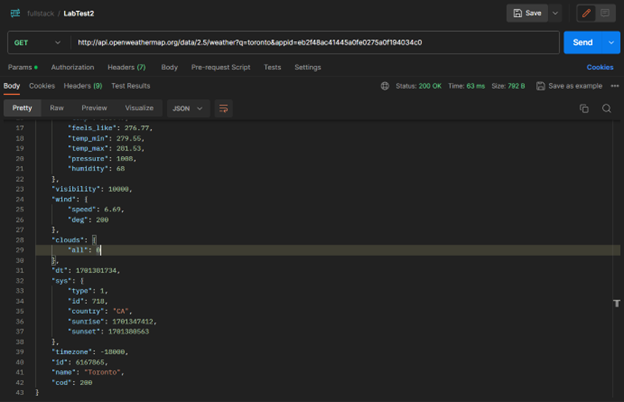 fullstack / LabTest2
Save
GET
http://api.openweathermap.org/data/2.5/weather?q=toronto&appid=eb2f48ac41445a0fe0275a0f194034c0
Send
Params
Authorization
Headers (7)
Body
Pre-request Script
Tests
Settings
Cookies
Body
Cookies
Headers (9)
Test Results
Status: 200 OK
Time: 63 ms
Size: 792 B
Save as example
Pretty
Raw
Preview
Visualize
JSON
17 "feels_like": 276.77,
18 "temp_min": 279.55,
19 "temp_max": 281.53,
20 "pressure": 1008,
21 "humidity": 68
22 },
23 "visibility": 10000,
24 "wind": {
25 "speed": 6.69,
26 "deg": 200
27 },
28 "clouds": {
29 "all": 0
30 },
31 "dt": 1701381734,
32 "sys": {
33 "type": 1,
34 "id": 718,
35 "country": "CA",
36 "sunrise": 1701347412,
37 "sunset": 1701380563
38 },
39 "timezone": -18000,
40 "id": 6167865,
41 "name": "Toronto",
42 "cod": 200
43 }